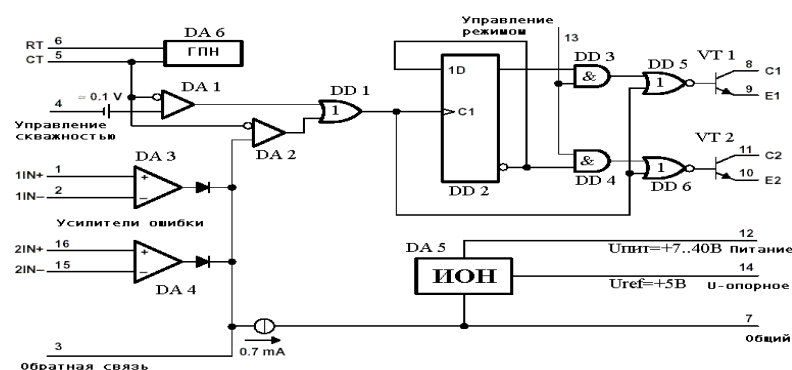 Управление
режимом
13
DA 6
RT 6
CT 5
ГПН
DA 1
= 0.1 V
4
Управление
скважностью
DD 1
1
DA 2
1D
C1
DD 2
DD 3
&
DD 5
1
VT 1
8 C1
9 E1
&
DD 4
1
DD 6
VT 2
11 C2
10 E2
DA 3
1IN+ 1
1IN− 2
+
−
Усилители ошибки
2IN+ 16
2IN− 15
+
−
DA 4
DA 5
ИОН
12
Uпит=+7..40В Питание
14
Uref=+5В U-опорное
7
Общий
0.7 mA
3
Обратная связь